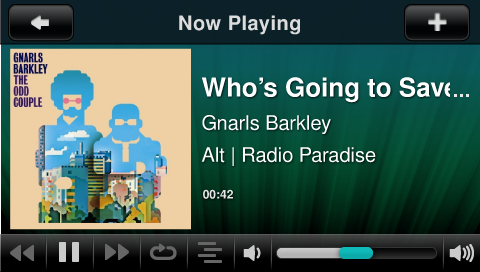 Now Playing
GNARLS
BARKLEY
THE
ODD
COUPLE
Who's Going to Save...
Gnarls Barkley
Alt | Radio Paradise
00:42